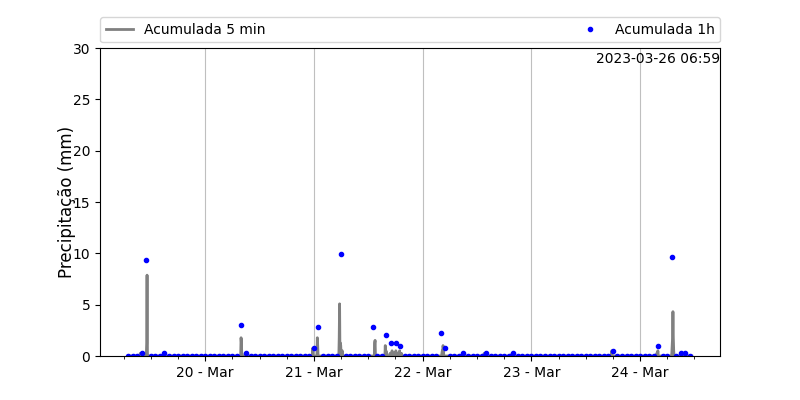 Acumulada 5 min
Acumulada 1h
2023-03-26 06:59
Precipitação (mm)
30
25
20
15
10
5
0
20 - Mar
21 - Mar
22 - Mar
23 - Mar
24 - Mar